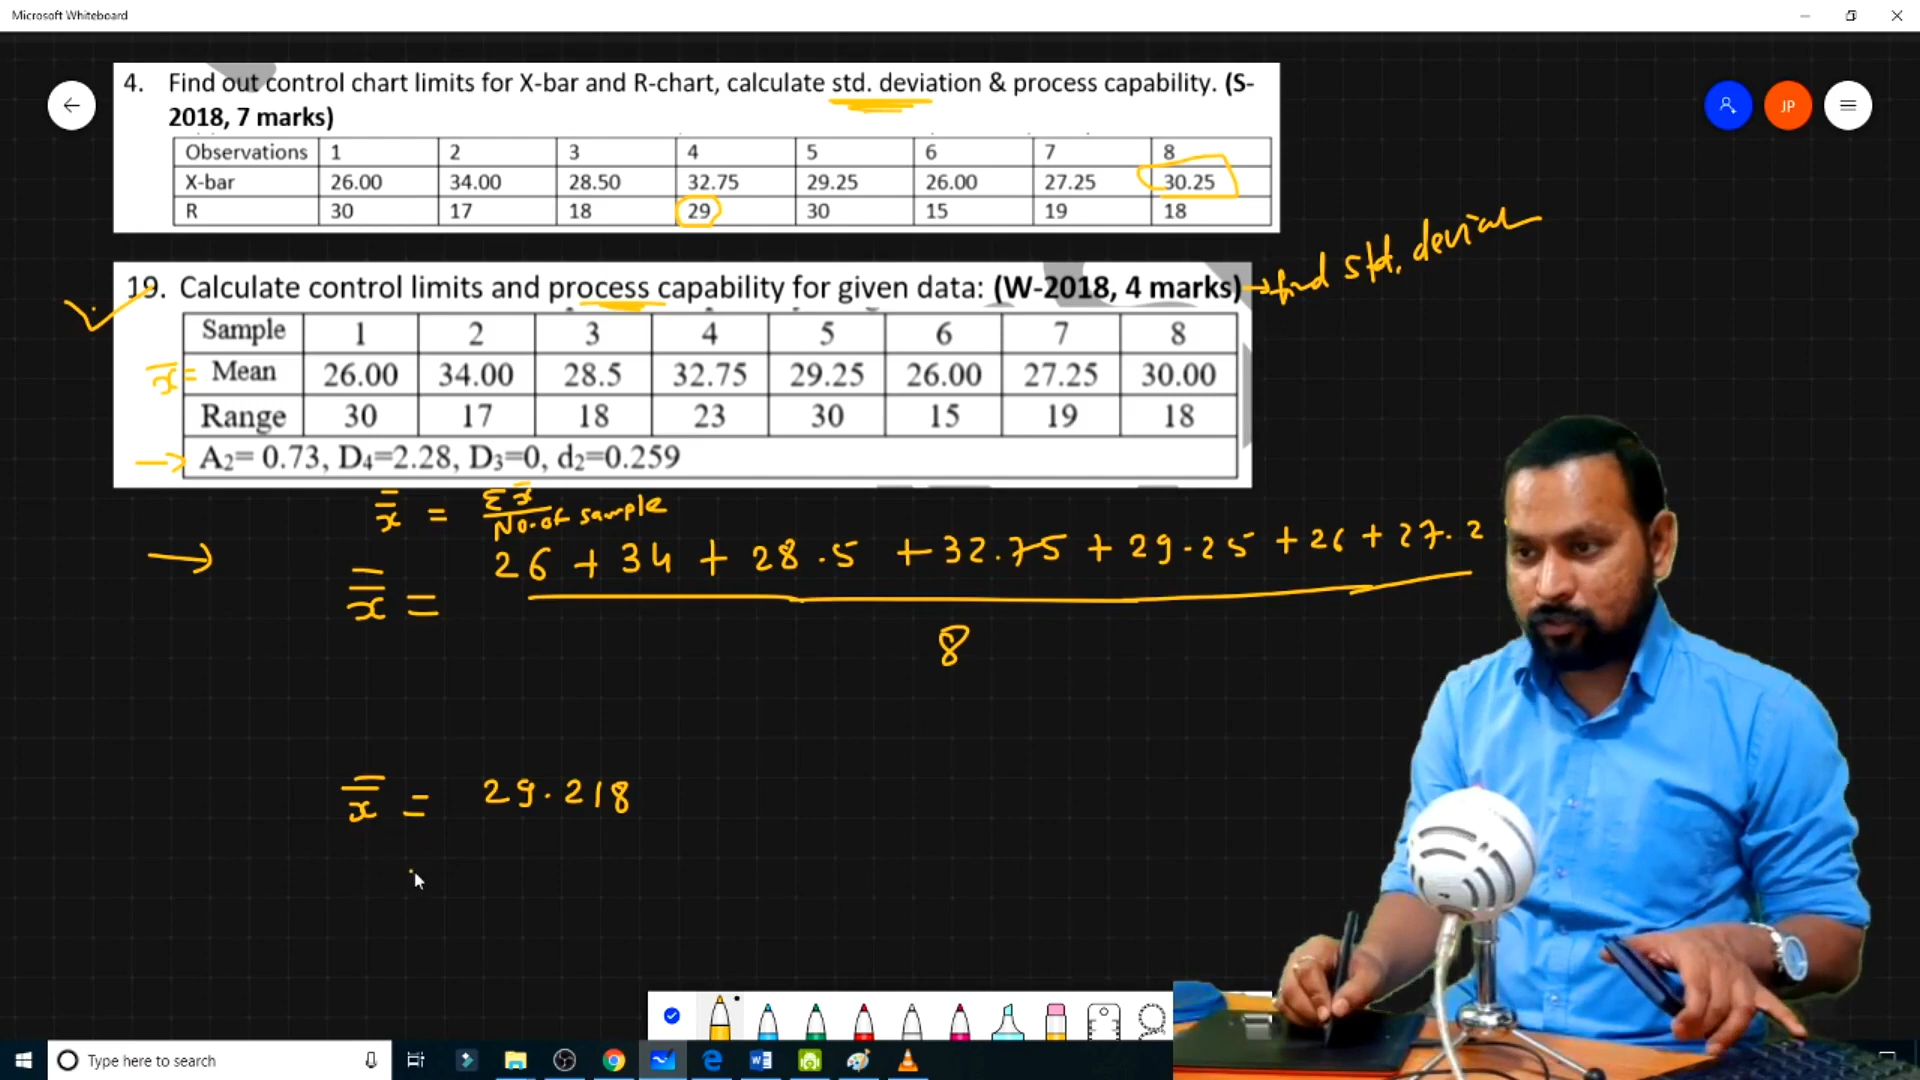 Microsoft Whiteboard
4. Find out control chart limits for X-bar and R-chart, calculate std. deviation & process capability. (S-
2018, 7 marks)
Observations 1 2 3 4 5 6 7 8
X-bar 26.00 34.00 28.50 32.75 29.25 26.00 27.25 30.25
R 30 17 18 29 30 15 19 18
JP
19. Calculate control limits and process capability for given data: (W-2018, 4 marks) → find std. deviat
Sample 1 2 3 4 5 6 7 8
x̄ = Mean 26.00 34.00 28.5 32.75 29.25 26.00 27.25 30.00
Range 30 17 18 23 30 15 19 18
→ A₂= 0.73, D₄=2.28, D₃=0, d₂=0.259
x̿ = Σx̄ / No. of sample
→ x̿ = 26 + 34 + 28.5 + 32.75 + 29.25 + 26 + 27.2
8
x̿ = 29.218
Type here to search